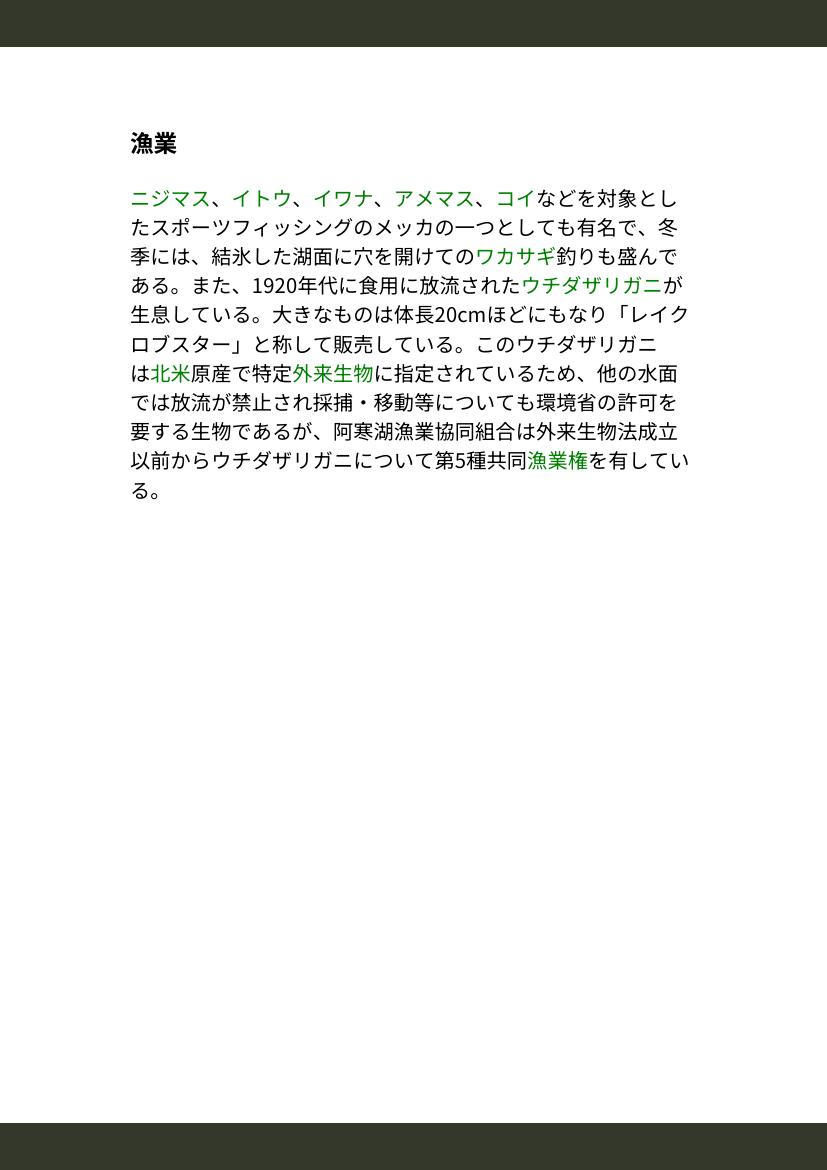 漁業
ニジマス、イトウ、イワナ、アメマス、コイなどを対象とし
たスポーツフィッシングのメッカの一つとしても有名で、冬
季には、結氷した湖面に穴を開けてのワカサギ釣りも盛んで
ある。また、1920年代に食用に放流されたウチダザリガニが
生息している。大きなものは体長20cmほどにもなり「レイク
ロブスター」と称して販売している。このウチダザリガニ
は北米原産で特定外来生物に指定されているため、他の水面
では放流が禁止され採捕・移動等についても環境省の許可を
要する生物であるが、阿寒湖漁業協同組合は外来生物法成立
以前からウチダザリガニについて第5種共同漁業権を有してい
る。